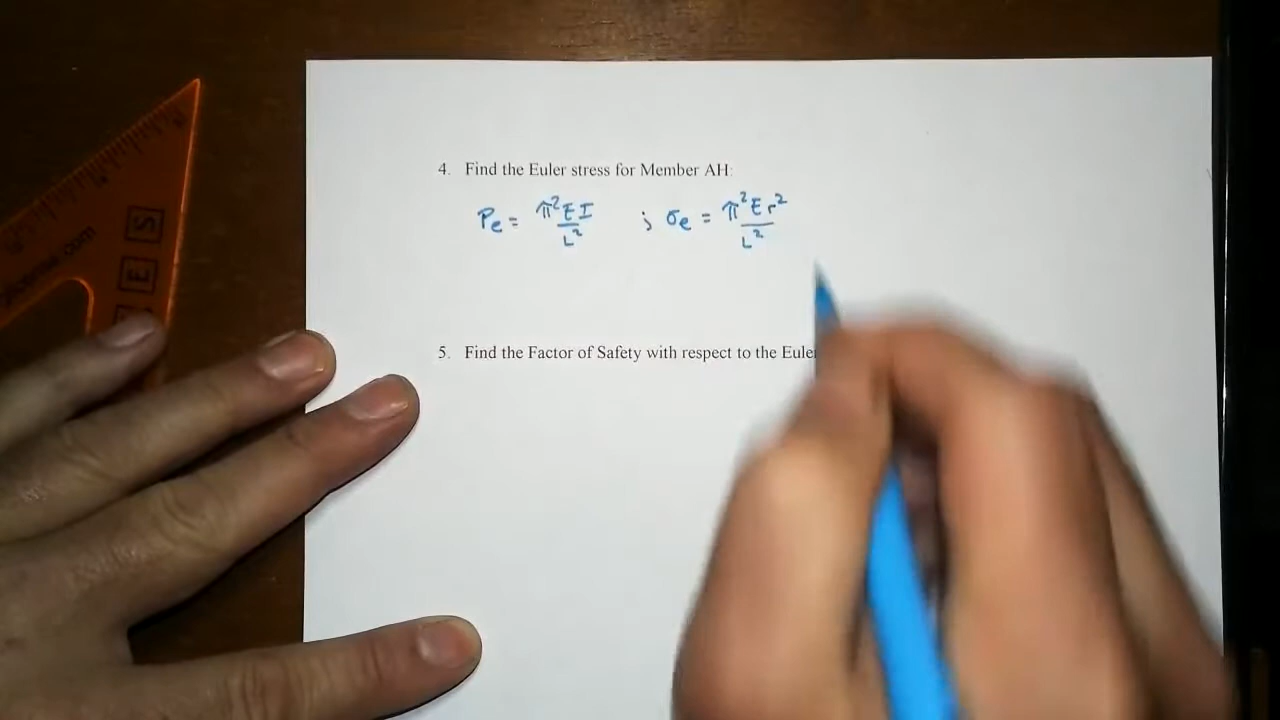 4. Find the Euler stress for Member AH:
Pe = π²EI / L² ; σe = π²Er² / L²
5. Find the Factor of Safety with respect to the Euler
S
E